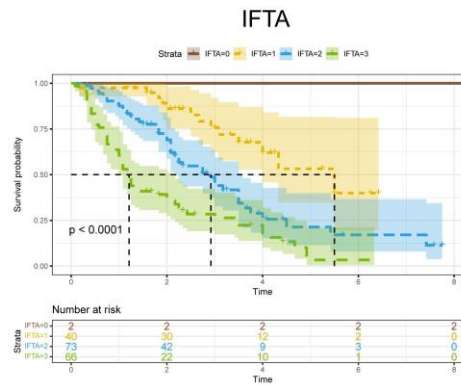 IFTA
Strata IFTA=0 IFTA=1 IFTA=2 IFTA=3
1.00
0.75
0.50
0.25
0.00
Survival probability
p < 0.0001
0 2 4 6 8
Time
Number at risk
Strata
IFTA=0 2 2 2 2 2
IFTA=1 40 30 12 2 0
IFTA=2 73 42 9 3 0
IFTA=3 66 22 10 1 0
0 2 4 6 8
Time